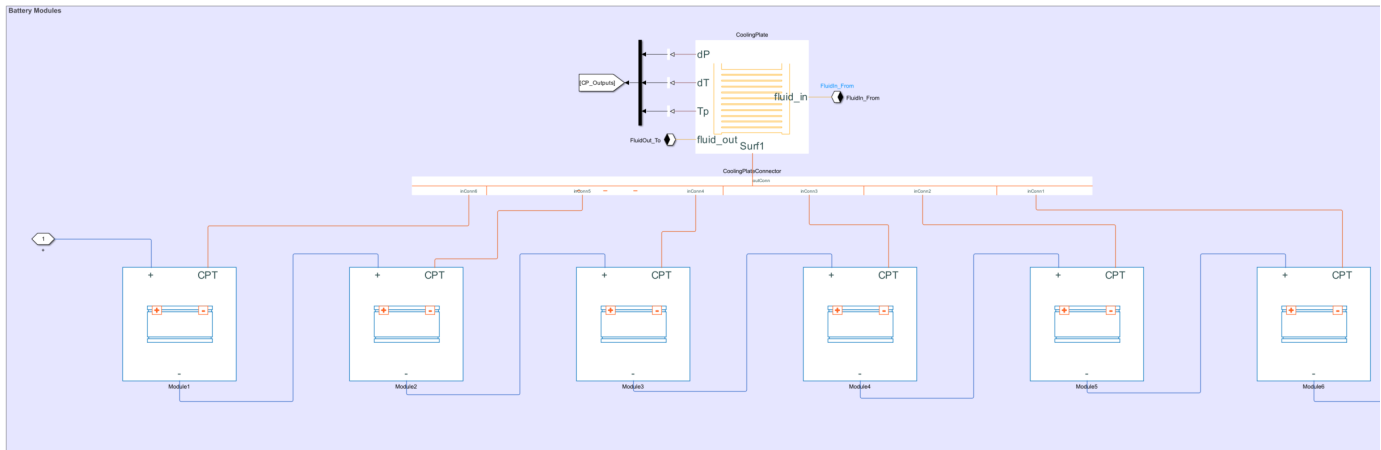 Battery Modules
CoolingPlate
dP
dT
Tp
fluid_out
Surf1
fluid_in
[CP_Outputs]
FluidOut_To
FluidIn_From
FluidIn_From
CoolingPlateConnector
inConn6
inConn5
inConn4
inConn3
inConn2
inConn1
1
+
+ CPT
+ -
-
Module1
+ CPT
+ -
-
Module2
+ CPT
+ -
-
Module3
+ CPT
+ -
-
Module4
+ CPT
+ -
-
Module5
+ CPT
+ -
-
Module6